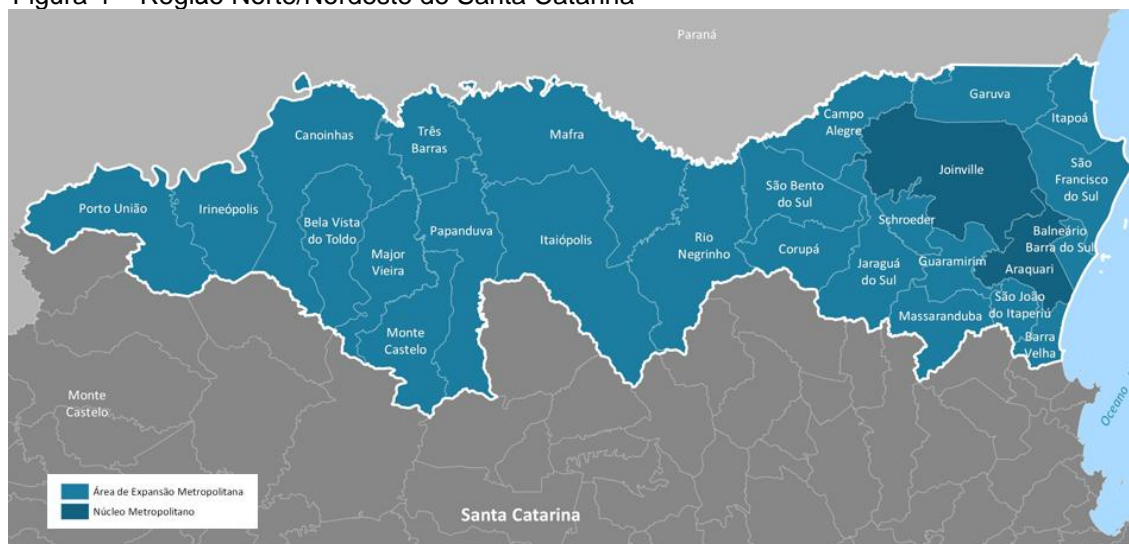 Figura 1 – Região Norte/Nordeste de Santa Catarina
Paraná
Garuva
Campo
Alegre
Itapoá
Canoinhas
Três
Barras
Mafra
Joinville
São
Francisco
do Sul
São Bento
do Sul
Porto União
Irineópolis
Bela Vista
do Toldo
Papanduva
Itaiópolis
Schroeder
Balneário
Barra do Sul
Rio
Negrinho
Major
Vieira
Corupá
Jaraguá
do Sul
Guaramirim
Araquari
São João
do Itaperiú
Massaranduba
Monte
Castelo
Barra
Velha
Monte
Castelo
Oceano
Área de Expansão Metropolitana
Núcleo Metropolitano
Santa Catarina